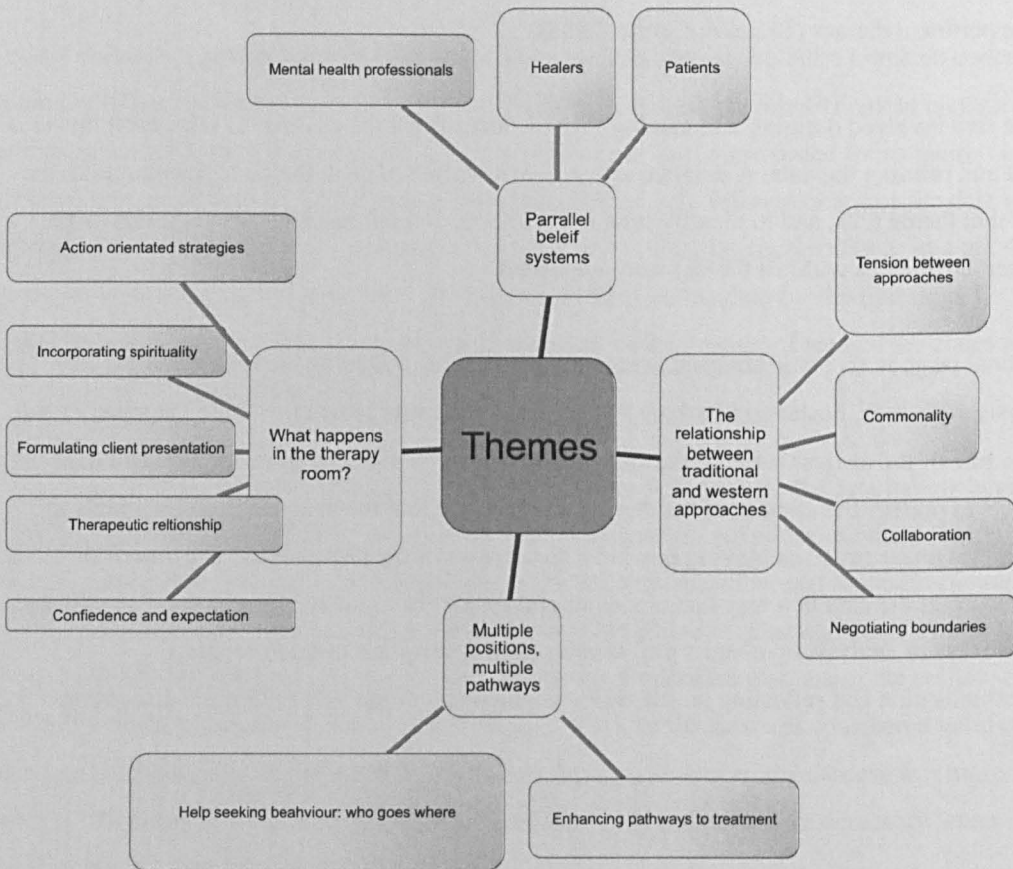 Mental health professionals
Healers
Patients
Parrallel
beleif
systems
Action orientated strategies
Incorporating spirituality
Formulating client presentation
Therapeutic reltionship
Confiedence and expectation
What happens
in the therapy
room?
Themes
The
relationship
between
traditional
and western
approaches
Tension between
approaches
Commonality
Collaboration
Negotiating boundaries
Multiple
positions,
multiple
pathways
Help seeking beahviour: who goes where
Enhancing pathways to treatment